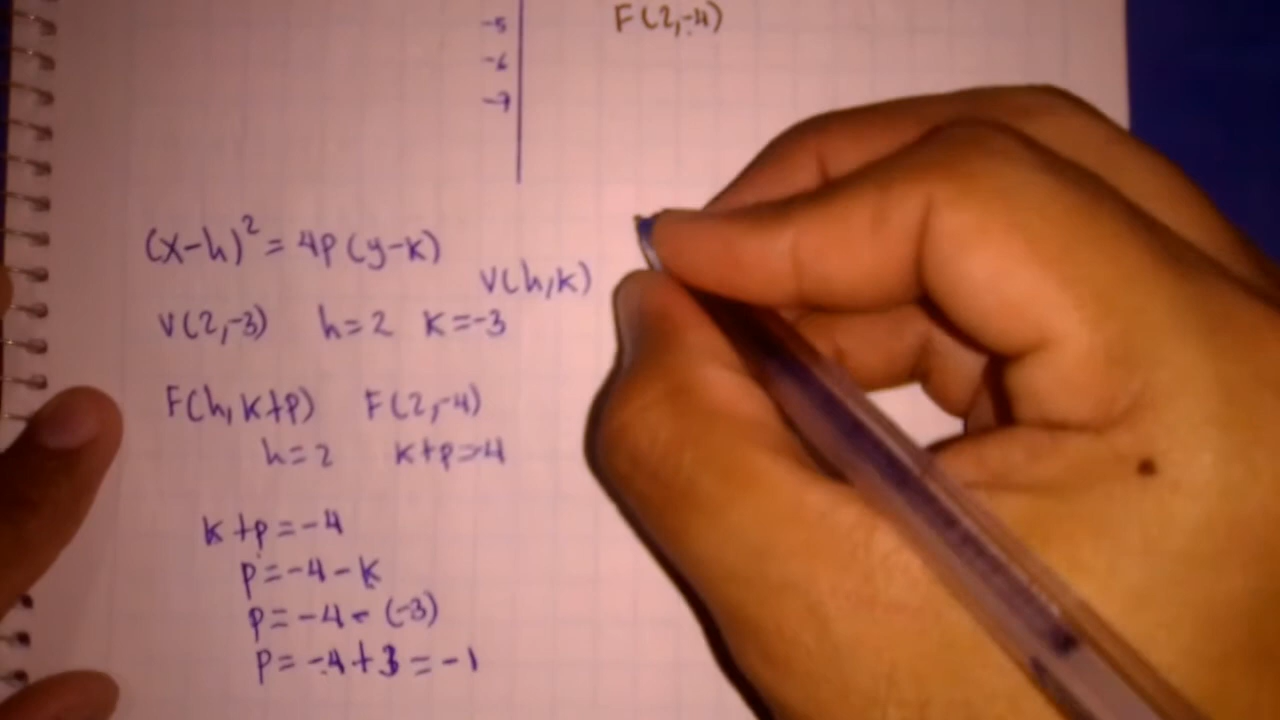 -5
F(2,-4)
-6
-7
(x-h)²=4p(y-k)
V(h,k)
V(2,-3) h=2 k=-3
F(h,k+p) F(2,-4)
h=2 k+p=-4
k+p=-4
p=-4-k
p=-4-(-3)
p=-4+3=-1